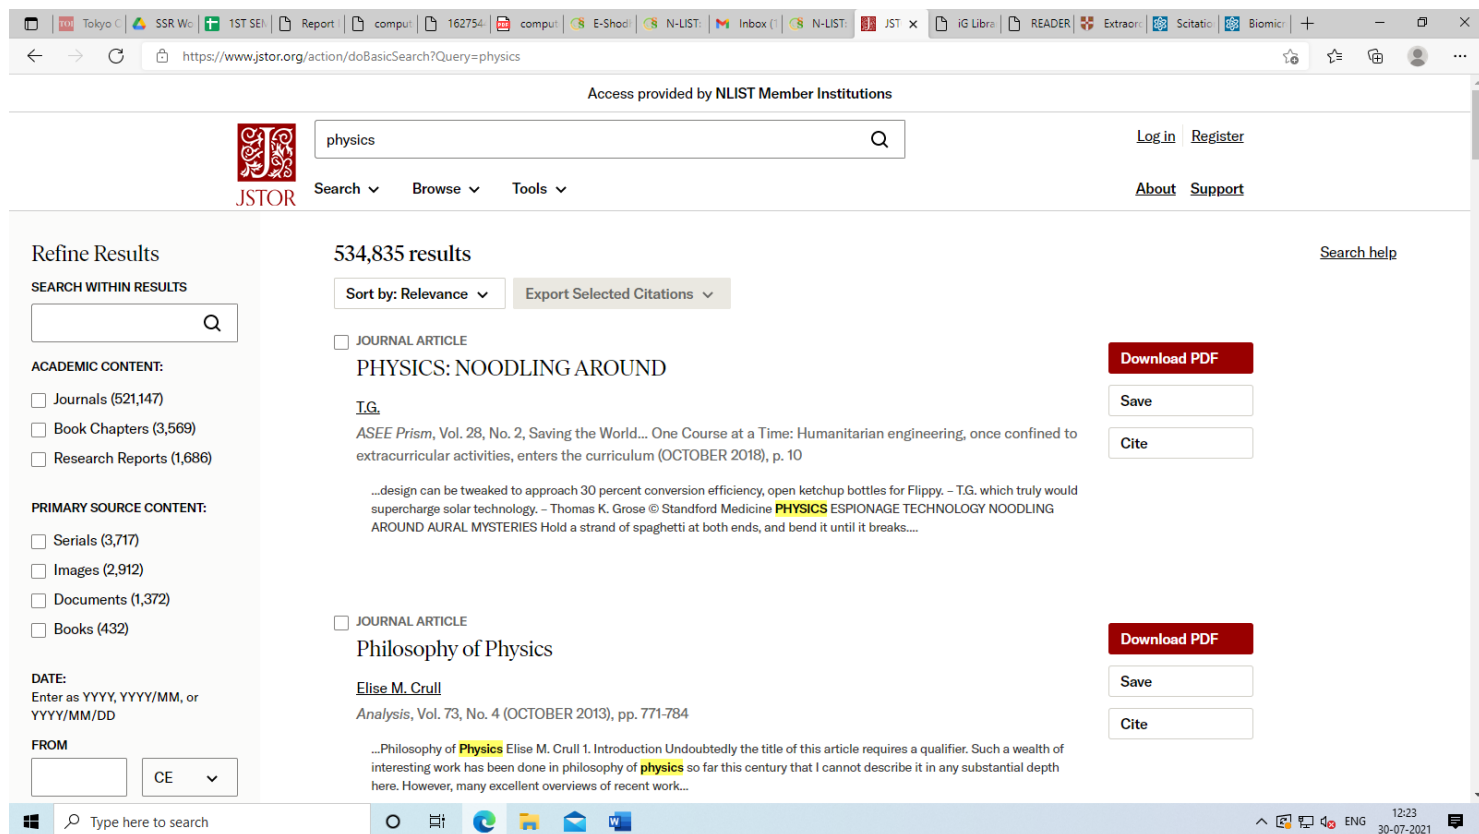 Tokyo C
SSR Wo
1ST SEM
Report
comput
162754
comput
E-Shod
N-LIST:
Inbox (1
N-LIST:
JST
iG Libra
READER
Extraord
Scitatio
Biomicr
https://www.jstor.org/action/doBasicSearch?Query=physics
Access provided by NLIST Member Institutions
JSTOR
physics
Log in Register
Search Browse Tools
About Support
Refine Results
SEARCH WITHIN RESULTS
ACADEMIC CONTENT:
Journals (521,147)
Book Chapters (3,569)
Research Reports (1,686)
PRIMARY SOURCE CONTENT:
Serials (3,717)
Images (2,912)
Documents (1,372)
Books (432)
DATE:
Enter as YYYY, YYYY/MM, or
YYYY/MM/DD
FROM
CE
534,835 results
Search help
Sort by: Relevance
Export Selected Citations
JOURNAL ARTICLE
PHYSICS: NOODLING AROUND
T.G.
ASEE Prism, Vol. 28, No. 2, Saving the World... One Course at a Time: Humanitarian engineering, once confined to
extracurricular activities, enters the curriculum (OCTOBER 2018), p. 10
...design can be tweaked to approach 30 percent conversion efficiency, open ketchup bottles for Flippy. – T.G. which truly would
supercharge solar technology. – Thomas K. Grose © Standford Medicine PHYSICS ESPIONAGE TECHNOLOGY NOODLING
AROUND AURAL MYSTERIES Hold a strand of spaghetti at both ends, and bend it until it breaks....
Download PDF
Save
Cite
JOURNAL ARTICLE
Philosophy of Physics
Elise M. Crull
Analysis, Vol. 73, No. 4 (OCTOBER 2013), pp. 771-784
...Philosophy of Physics Elise M. Crull 1. Introduction Undoubtedly the title of this article requires a qualifier. Such a wealth of
interesting work has been done in philosophy of physics so far this century that I cannot describe it in any substantial depth
here. However, many excellent overviews of recent work...
Download PDF
Save
Cite
Type here to search
ENG
12:23
30-07-2021